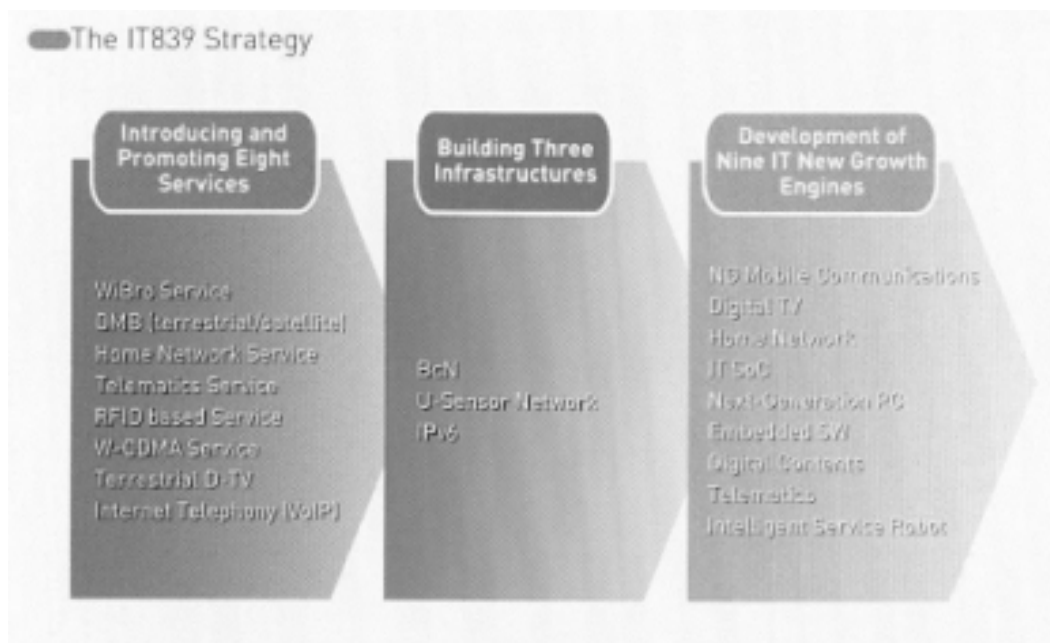 The IT839 Strategy
Introducing and
Promoting Eight
Services
WiBro Service
DMB (terrestrial/satellite)
Home Network Service
Telematics Service
RFID based Service
W-CDMA Service
Terrestrial D-TV
Internet Telephony (VoIP)
Building Three
Infrastructures
BcN
U-Sensor Network
IPv6
Development of
Nine IT New Growth
Engines
NG Mobile Communications
Digital TV
Home Network
IT SoC
Next-Generation PC
Embedded SW
Digital Contents
Telematics
Intelligent Service Robot